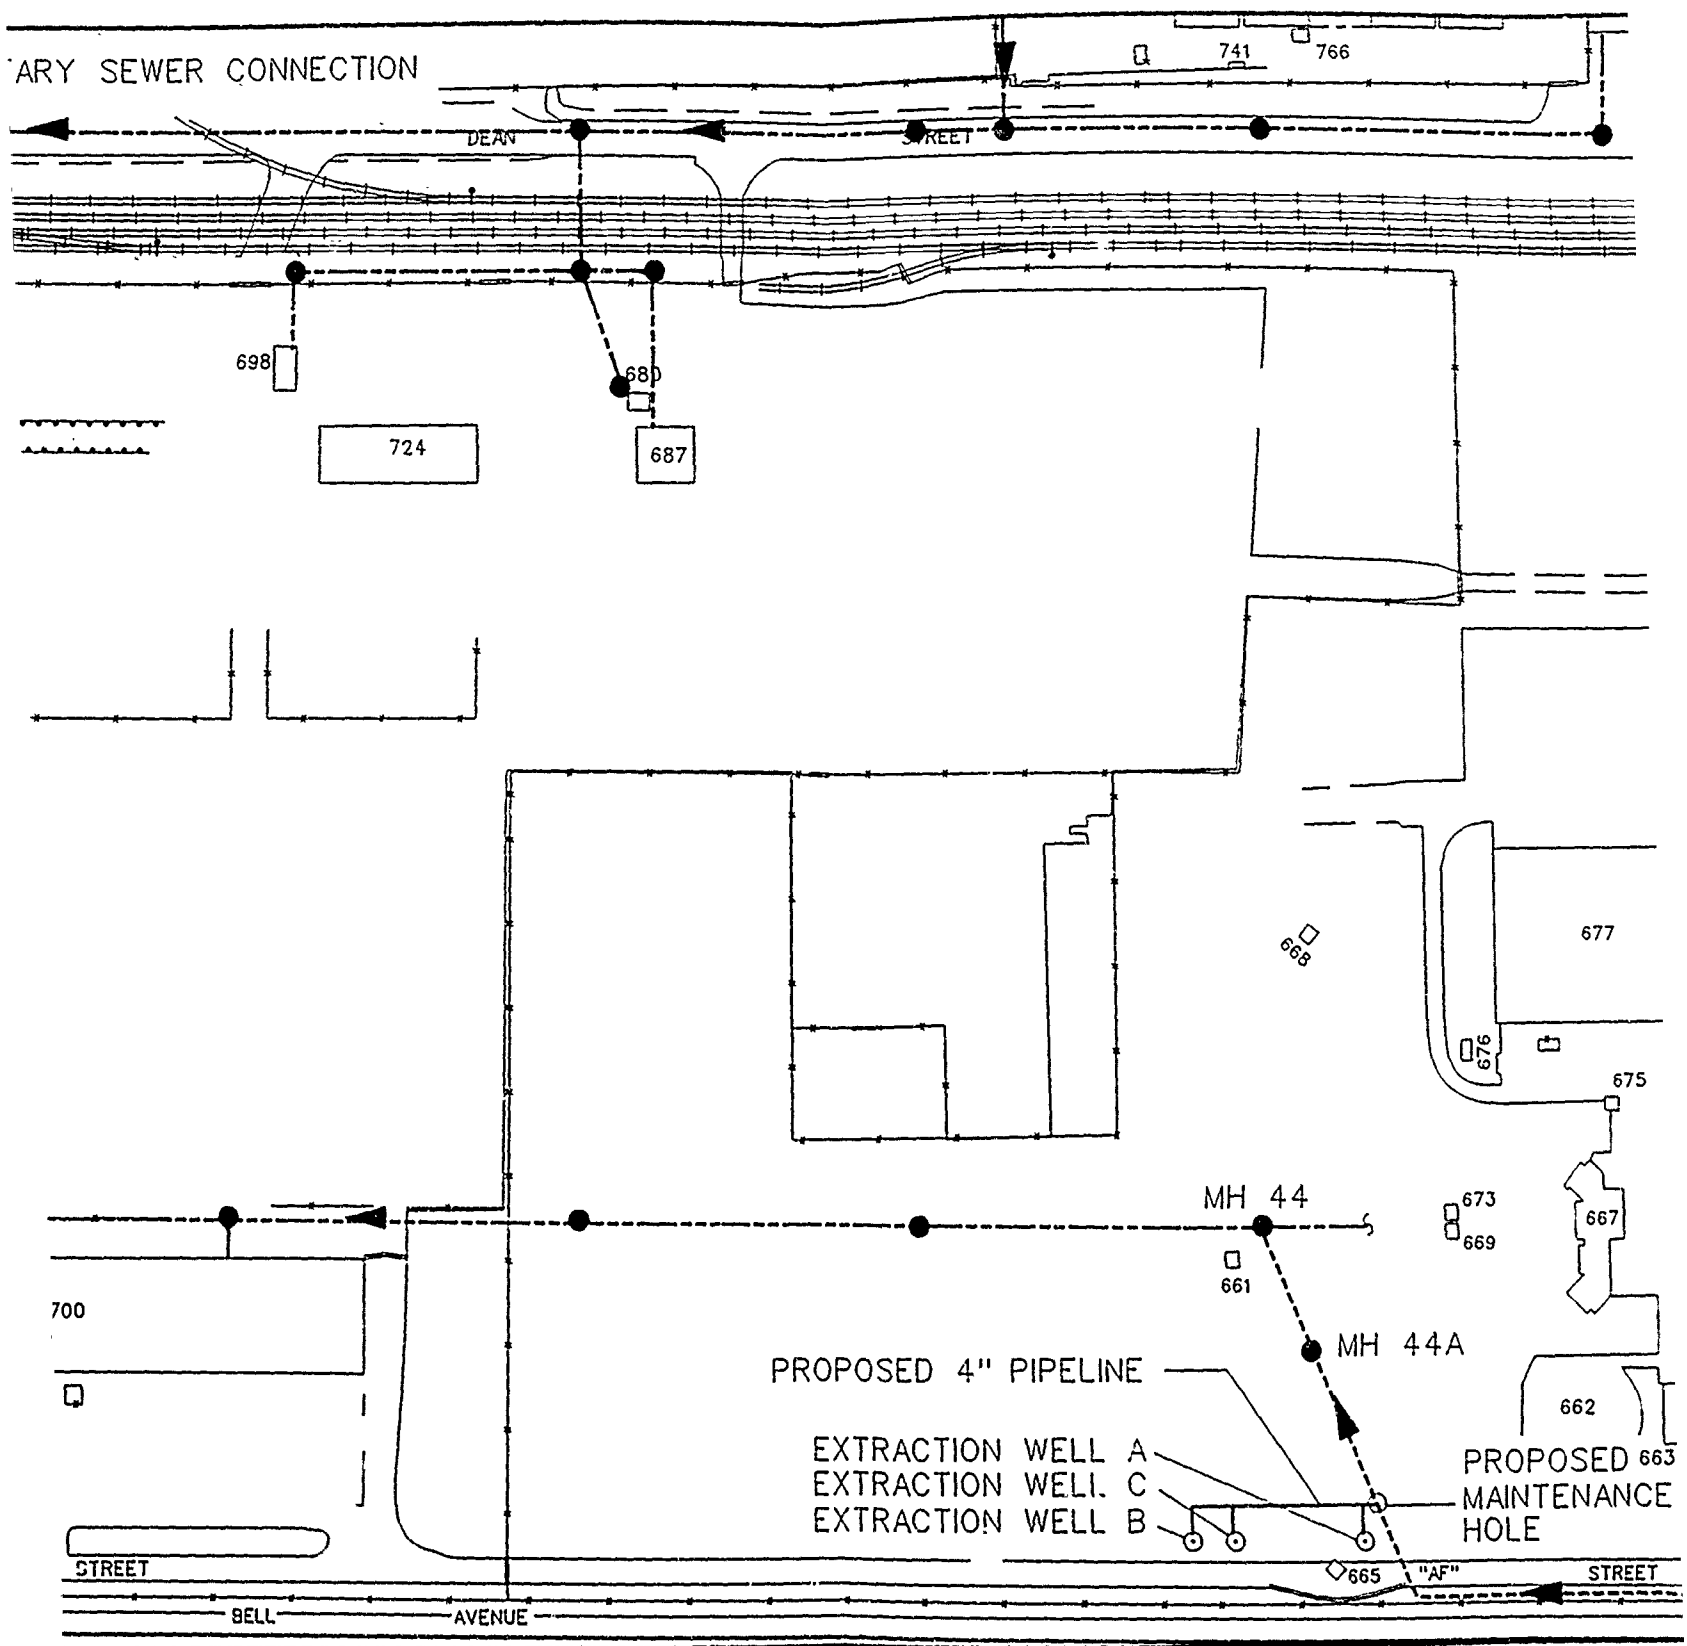 TARY SEWER CONNECTION
741
766
DEAN
STREET
698
680
724
687
668
677
676
675
MH 44
673
667
669
661
700
MH 44A
PROPOSED 4" PIPELINE
662
EXTRACTION WELL A
EXTRACTION WELL C
EXTRACTION WELL B
PROPOSED
MAINTENANCE
HOLE
663
STREET
665
"AF"
STREET
BELL
AVENUE